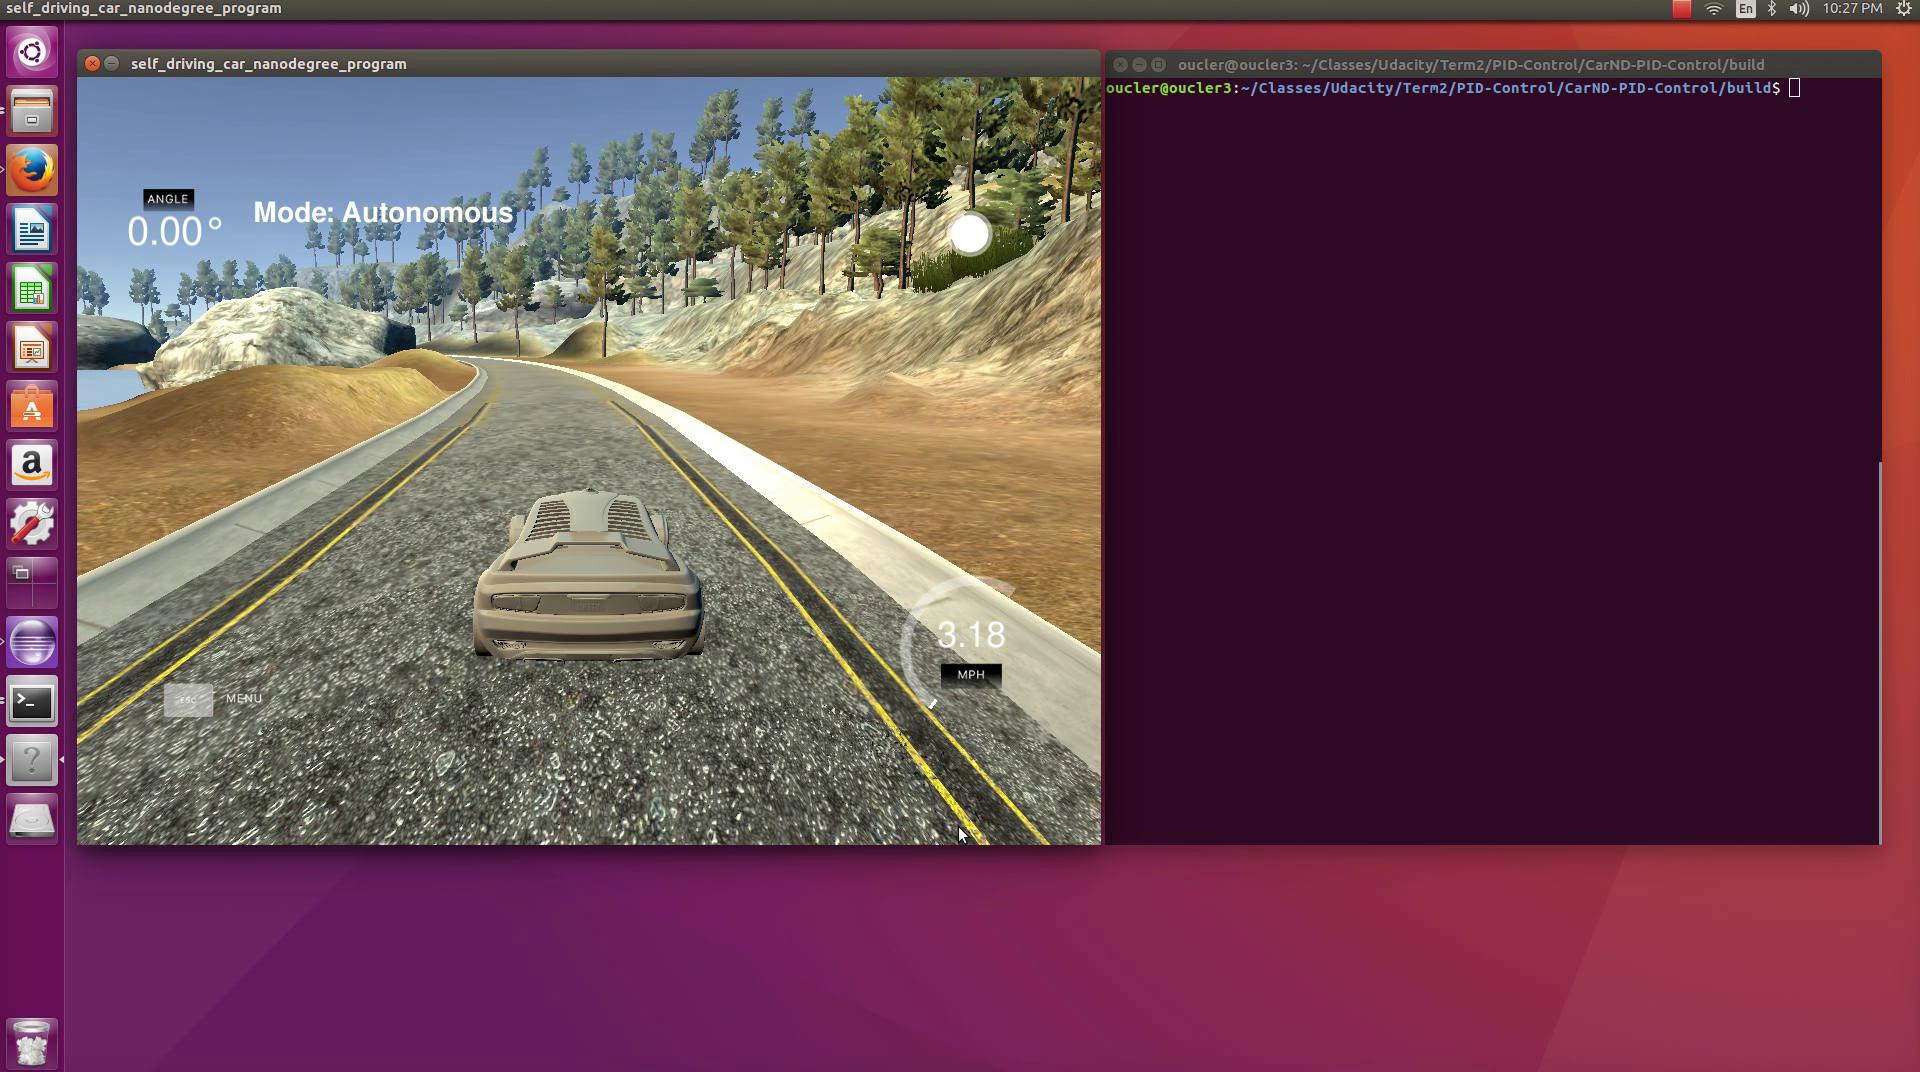 self_driving_car_nanodegree_program
En
10:27 PM
self_driving_car_nanodegree_program
oucler@oucler3: ~/Classes/Udacity/Term2/PID-Control/CarND-PID-Control/build
oucler@oucler3:~/Classes/Udacity/Term2/PID-Control/CarND-PID-Control/build$
ANGLE
0.00°
Mode: Autonomous
3.18
MPH
ESC
MENU